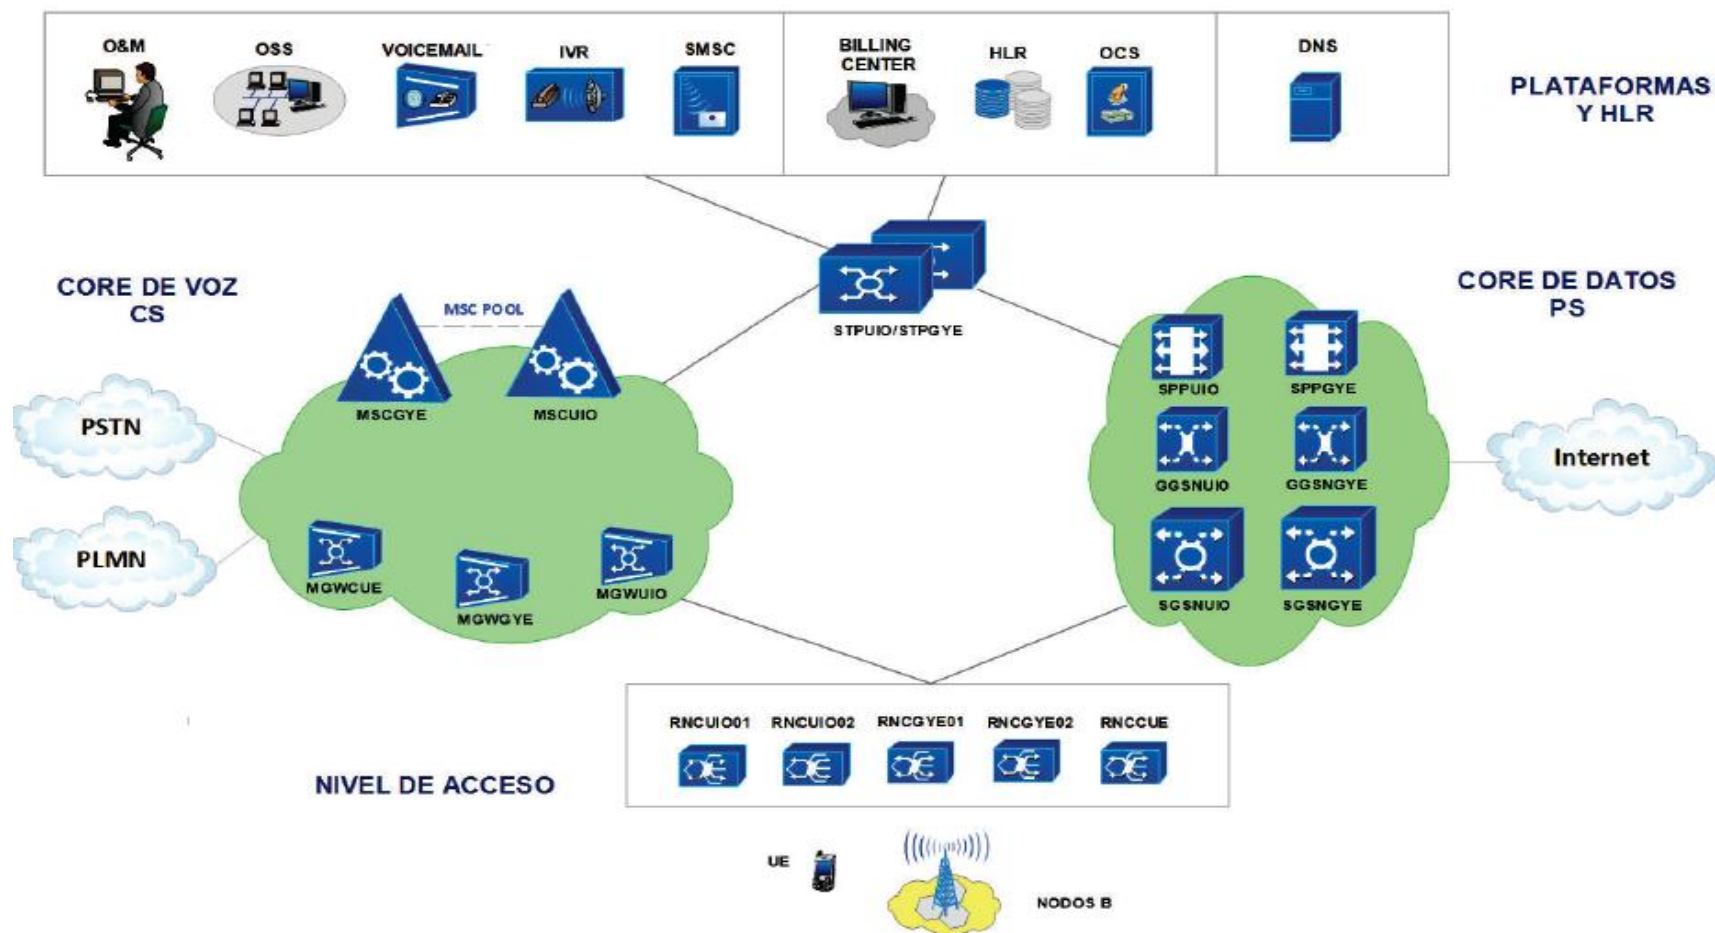 O&M
OSS
VOICEMAIL
IVR
SMSC
BILLING
CENTER
HLR
OCS
DNS
PLATAFORMAS
Y HLR
CORE DE VOZ
CS
MSC POOL
STPUIO/STPGYE
CORE DE DATOS
PS
MSCGYE
MSCUIO
SPPUIO
SPPGYE
PSTN
PLMN
GGSNUIO
GGSNGYE
Internet
MGWCUE
MGWGYE
MGWUIO
SGSNUIO
SGSNGYE
RNCUIO01
RNCUIO02
RNCGYE01
RNCGYE02
RNCCUE
NIVEL DE ACCESO
UE
NODOS B